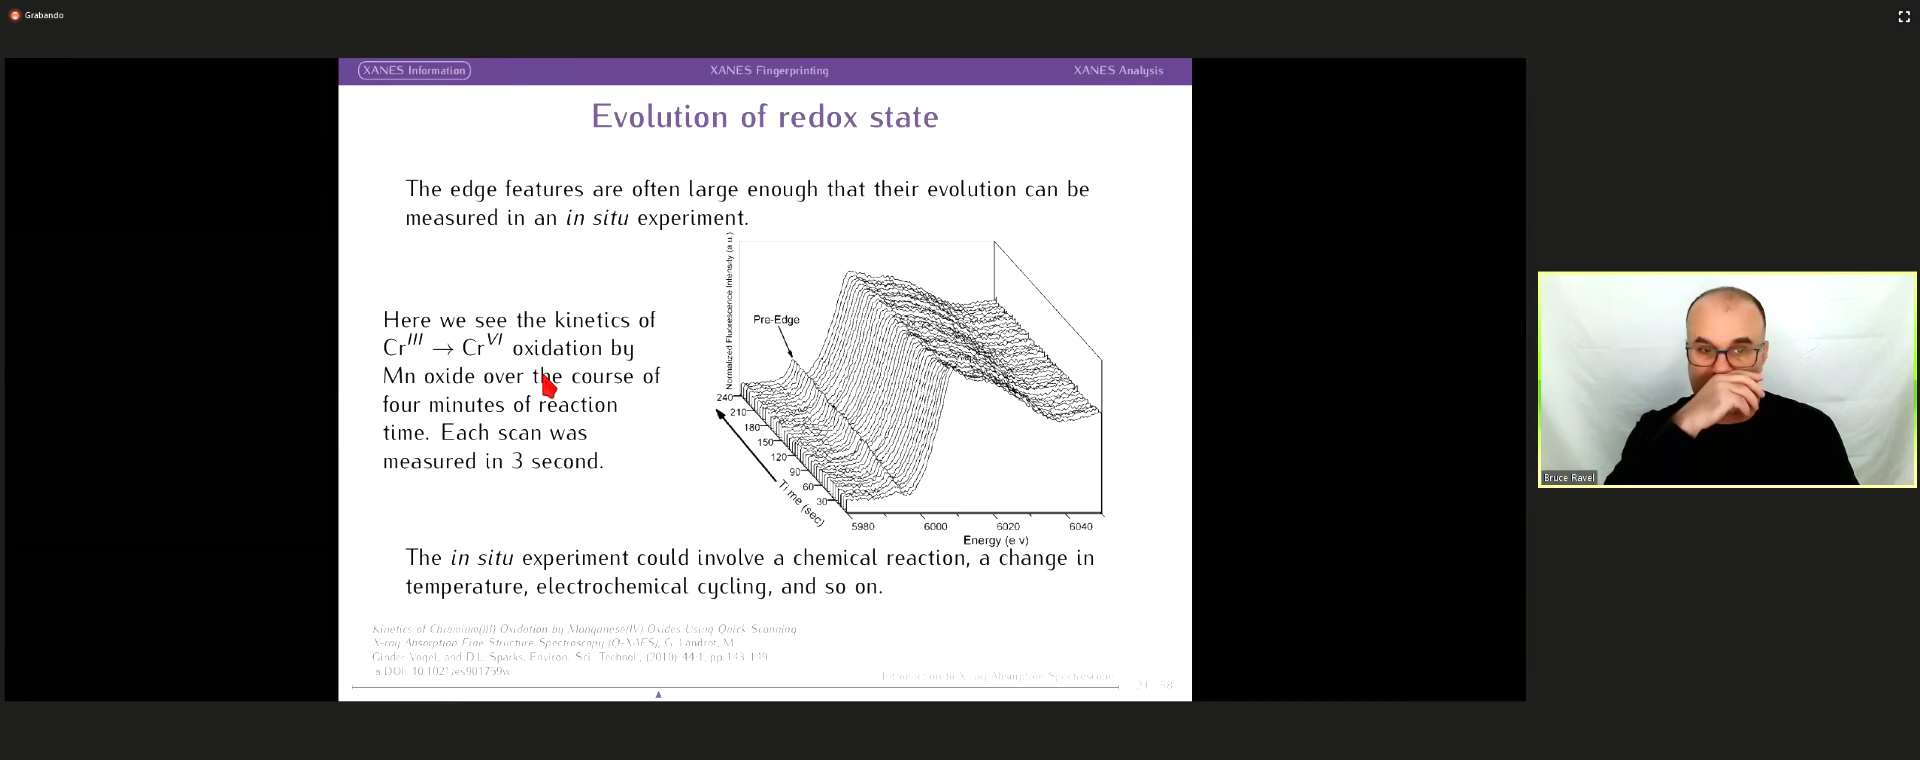 Grabando
XANES Information
XANES Fingerprinting
XANES Analysis
Evolution of redox state
The edge features are often large enough that their evolution can be
measured in an in situ experiment.
Here we see the kinetics of
Cr^III → Cr^VI oxidation by
Mn oxide over the course of
four minutes of reaction
time. Each scan was
measured in 3 second.
Normalized Fluorescence Intensity (a.u.)
Pre-Edge
240
210
180
150
120
90
60
30
Time (sec)
5980
6000
6020
6040
Energy (e.v)
The in situ experiment could involve a chemical reaction, a change in
temperature, electrochemical cycling, and so on.
Kinetics of Chromium(III) Oxidation by Manganese(IV) Oxides Using Quick Scanning
X-ray Absorption Fine Structure Spectroscopy (Q-XAFS), G. Landrot, M.
Ginder-Vogel, and D.L. Sparks, Environ. Sci. Technol., (2010) 44:1, pp 143-149
DOI: 10.1021/es901759w
Introduction to X-ray Absorption Spectroscopy
Bruce Ravel